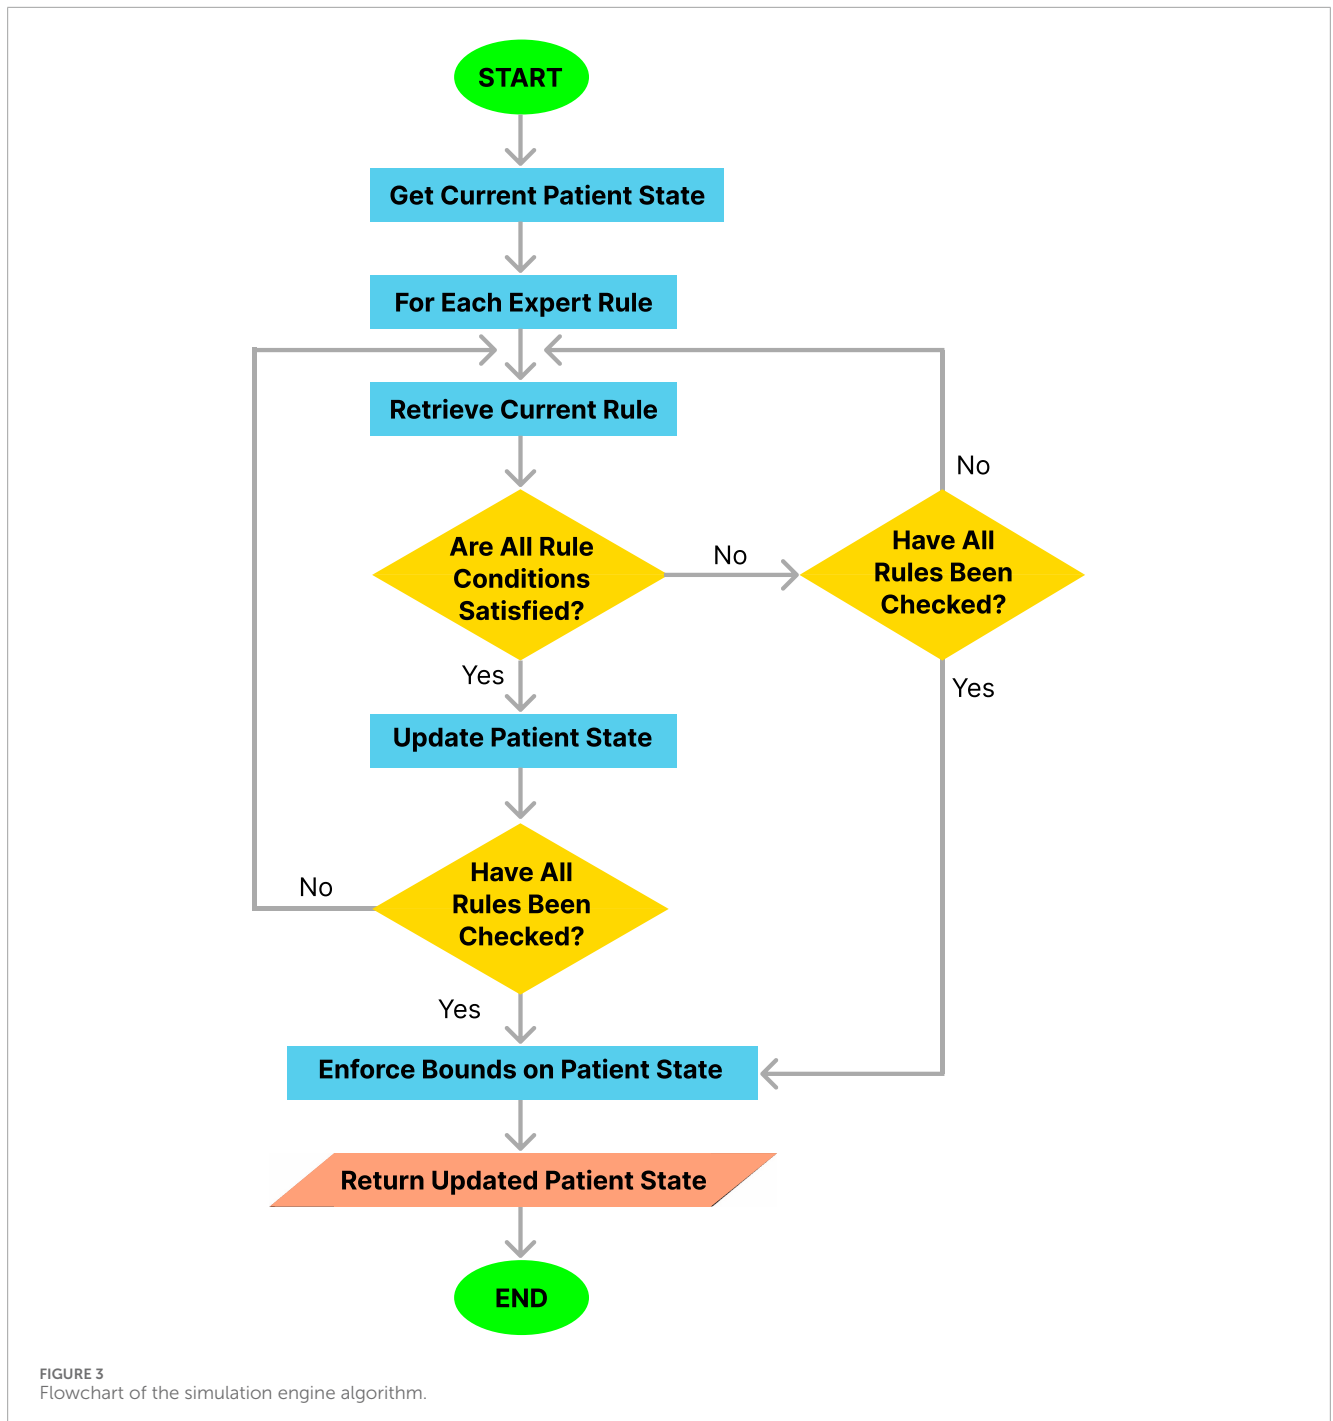 START
Get Current Patient State
For Each Expert Rule
Retrieve Current Rule
No
Are All Rule
Conditions
Satisfied?
No
Have All
Rules Been
Checked?
Yes
Yes
Update Patient State
Have All
Rules Been
Checked?
No
Yes
Enforce Bounds on Patient State
Return Updated Patient State
END
FIGURE 3
Flowchart of the simulation engine algorithm.